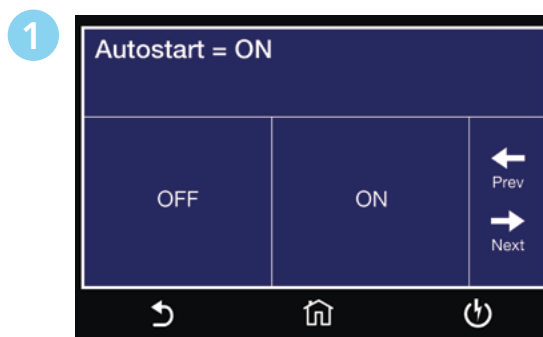 1
Autostart = ON
OFF
ON
Prev
Next